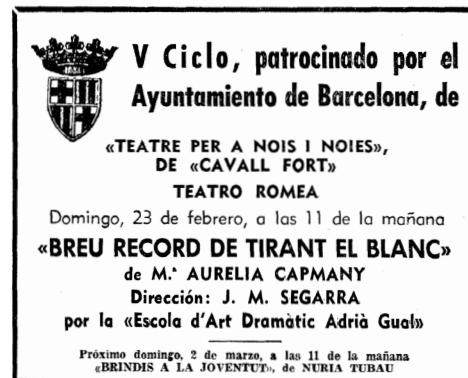 V Ciclo, patrocinado por el
Ayuntamiento de Barcelona, de
«TEATRE PER A NOIS I NOIES»,
DE «CAVALL FORT»
TEATRO ROMEA
Domingo, 23 de febrero, a las 11 de la mañana
«BREU RECORD DE TIRANT EL BLANC»
de M.ª AURELIA CAPMANY
Dirección: J. M. SEGARRA
por la «Escola d'Art Dramàtic Adrià Gual»
Próximo domingo, 2 de marzo, a las 11 de la mañana
«BRINDIS A LA JOVENTUT», de NURIA TUBAU